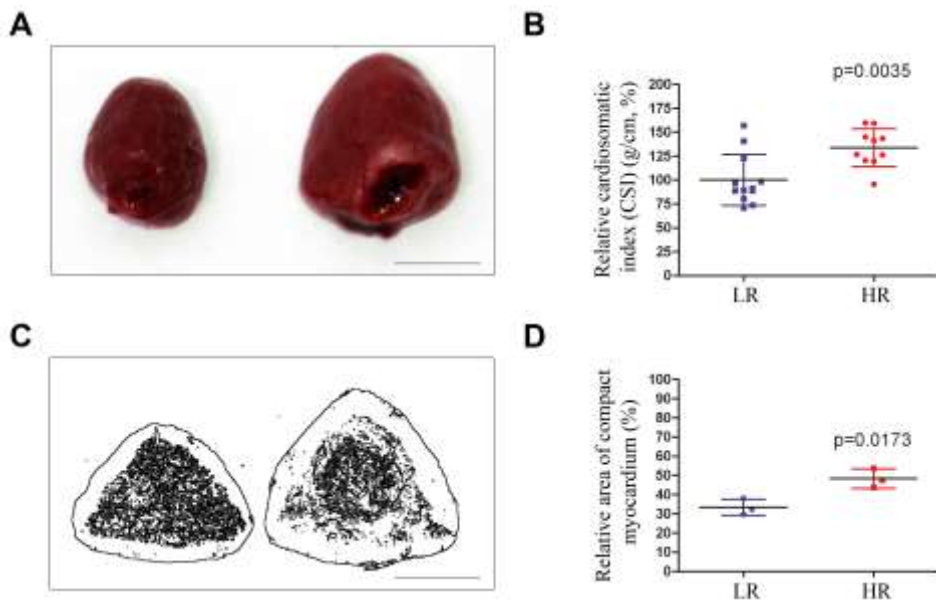 A
B
p=0.0035
Relative cardiosomatic
index (CSI) (g/cm, %)
200
175
150
125
100
75
50
25
0
LR
HR
C
D
p=0.0173
Relative area of compact
myocardium (%)
100
90
80
70
60
50
40
30
20
10
0
LR
HR